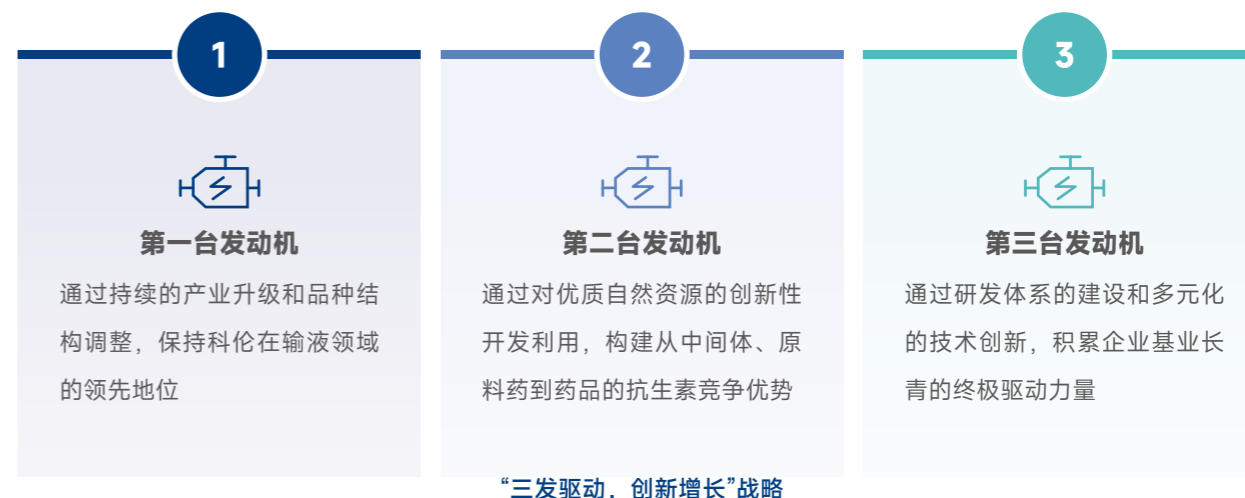 1
第一台发动机
通过持续的产业升级和品种结
构调整，保持科伦在输液领域
的领先地位
2
第二台发动机
通过对优质自然资源的创新性
开发利用，构建从中间体、原
料药到药品的抗生素竞争优势
3
第三台发动机
通过研发体系的建设和多元化
的技术创新，积累企业基业长
青的终极驱动力量
“三发驱动，创新增长”战略